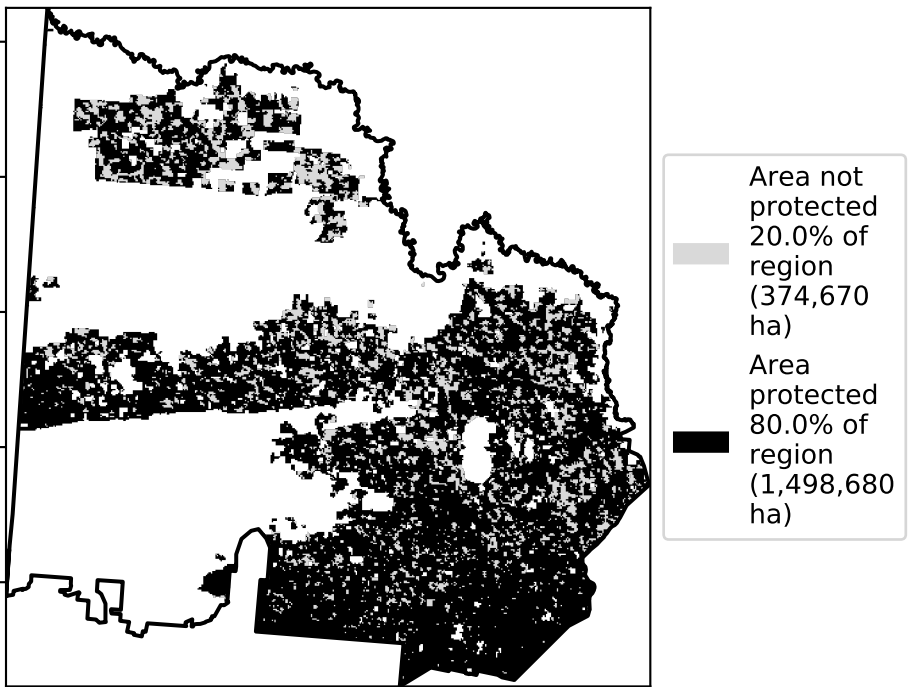 Area not
protected
20.0% of
region
(374,670
ha)
Area
protected
80.0% of
region
(1,498,680
ha)